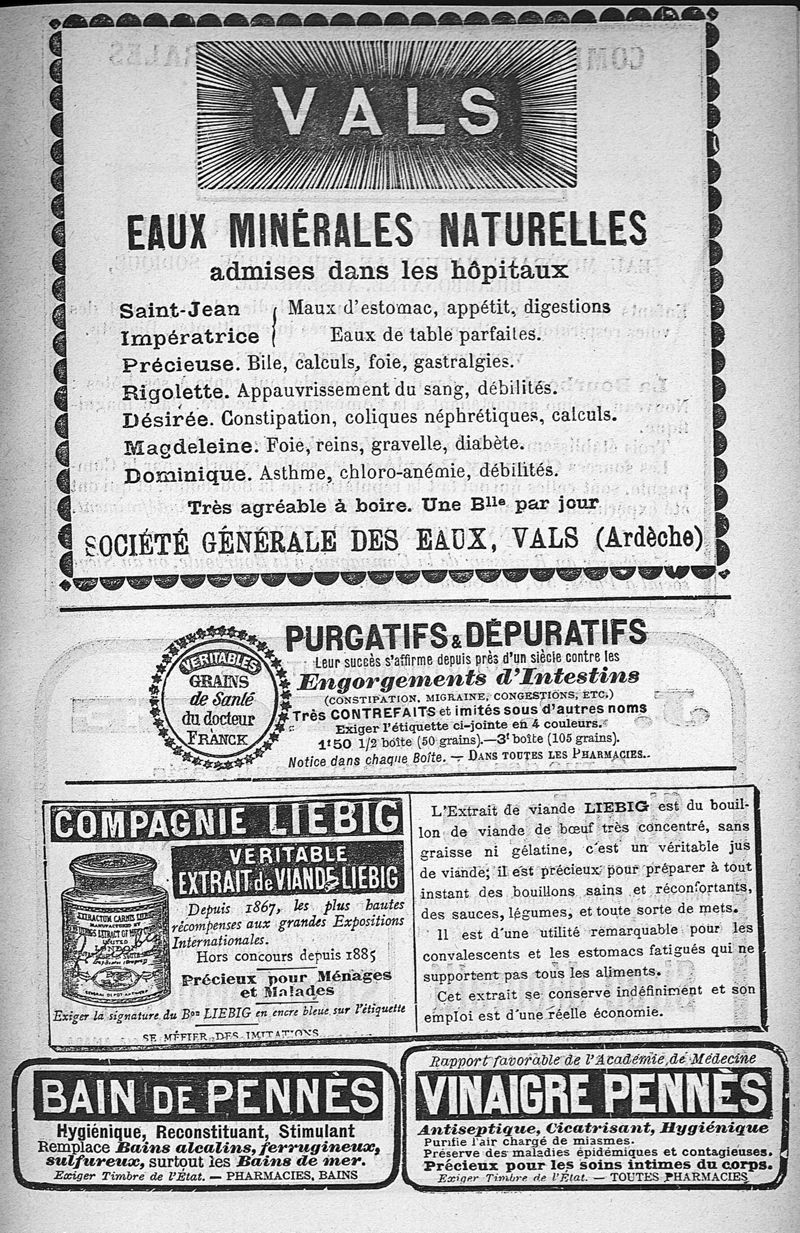 VALS
EAUX MINÉRALES NATURELLES
admises dans les hôpitaux
Saint-Jean
Impératrice
Maux d'estomac, appétit, digestions
Eaux de table parfaites.
Précieuse. Bile, calculs, foie, gastralgies.
Rigolette. Appauvrissement du sang, débilités.
Désirée. Constipation, coliques néphrétiques, calculs.
Magdeleine. Foie, reins, gravelle, diabète.
Dominique. Asthme, chloro-anémie, débilités.
Très agréable à boire. Une Blle par jour
SOCIÉTÉ GÉNÉRALE DES EAUX, VALS (Ardèche)
VERITABLES
GRAINS
de Santé
du docteur
FRANCK
PURGATIFS & DÉPURATIFS
Leur succès s'affirme depuis près d'un siècle contre les
Engorgements d'Intestins
(CONSTIPATION, MIGRAINE, CONGESTIONS, ETC.)
Très CONTREFAITS et imités sous d'autres noms
Exiger l'étiquette ci-jointe en 4 couleurs.
1f50 1/2 boîte (50 grains).—3f boîte (105 grains).
Notice dans chaque Boîte. — DANS TOUTES LES PHARMACIES.
COMPAGNIE LIEBIG
VERITABLE
EXTRAIT de VIANDE LIEBIG
EXTRACTUM CARNIS LIEBIG
MANUFACTURED BY
LIEBIG'S EXTRACT OF MEAT
LIMITED
LONDON
Depuis 1867, les plus hautes
récompenses aux grandes Expositions
Internationales.
Hors concours depuis 1885
Précieux pour Ménages
et Malades
Exiger la signature du Bon LIEBIG en encre bleue sur l'étiquette
SE MÉFIER DES IMITATIONS
L'Extrait de viande LIEBIG est du bouil-
lon de viande de bœuf très concentré, sans
graisse ni gélatine, c'est un véritable jus
de viande; il est précieux pour préparer à tout
instant des bouillons sains et réconfortants,
des sauces, légumes, et toute sorte de mets.
Il est d'une utilité remarquable pour les
convalescents et les estomacs fatigués qui ne
supportent pas tous les aliments.
Cet extrait se conserve indéfiniment et son
emploi est d'une réelle économie.
BAIN DE PENNÈS
Hygiénique, Reconstituant, Stimulant
Remplace Bains alcalins, ferrugineux,
sulfureux, surtout les Bains de mer.
Exiger Timbre de l'État. — PHARMACIES, BAINS
Rapport favorable de l'Académie de Médecine
VINAIGRE PENNÈS
Antiseptique, Cicatrisant, Hygiénique
Purifie l'air chargé de miasmes.
Préserve des maladies épidémiques et contagieuses.
Précieux pour les soins intimes du corps.
Exiger Timbre de l'État. — TOUTES PHARMACIES